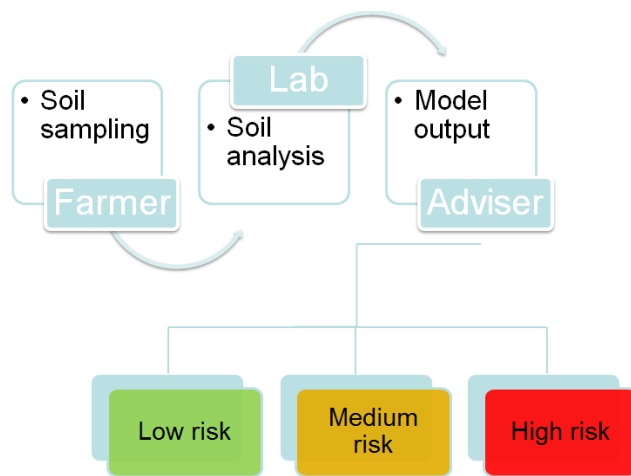 • Soil
sampling
Farmer
Lab
• Soil
analysis
• Model
output
Adviser
Low risk
Medium
risk
High risk